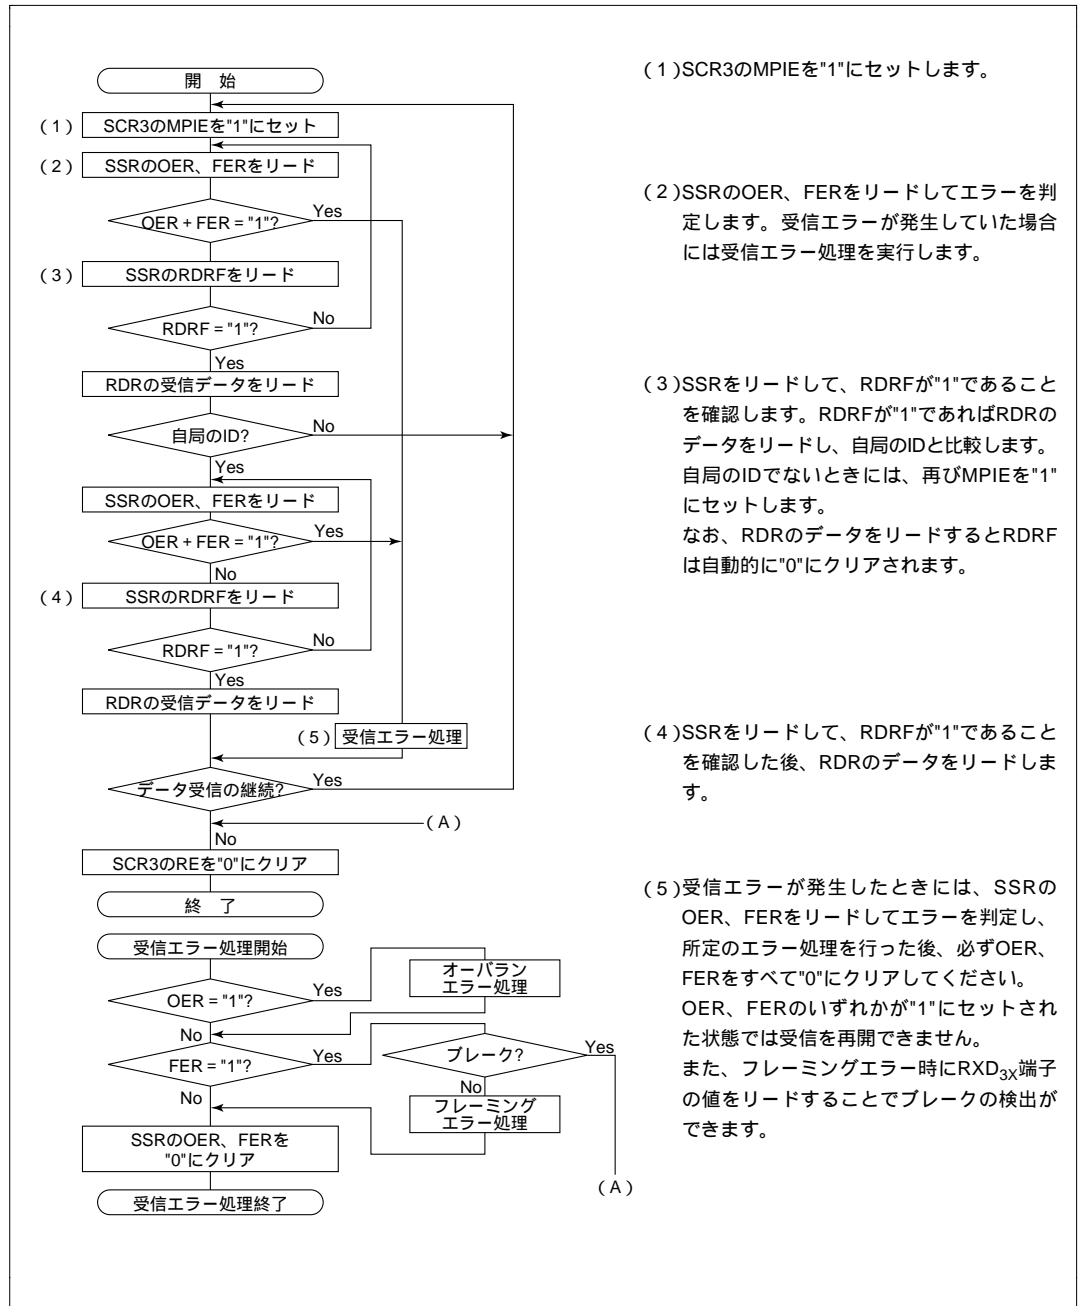 開 始
(1) SCR3のMPIEを"1"にセット
(2) SSRのOER、FERをリード
OER + FER = "1"?
Yes
(3) SSRのRDRFをリード
RDRF = "1"?
No
Yes
RDRの受信データをリード
自局のID?
No
Yes
SSRのOER、FERをリード
OER + FER = "1"?
Yes
No
(4) SSRのRDRFをリード
RDRF = "1"?
No
Yes
RDRの受信データをリード
(5) 受信エラー処理
データ受信の継続?
Yes
(A)
No
SCR3のREを"0"にクリア
終 了
受信エラー処理開始
OER = "1"?
Yes
オーバラン
エラー処理
No
FER = "1"?
Yes
ブレーク?
Yes
No
No
フレーミング
エラー処理
SSRのOER、FERを
"0"にクリア
(A)
受信エラー処理終了
(1)SCR3のMPIEを"1"にセットします。
(2)SSRのOER、FERをリードしてエラーを判
定します。受信エラーが発生していた場合
には受信エラー処理を実行します。
(3)SSRをリードして、RDRFが"1"であること
を確認します。RDRFが"1"であればRDRの
データをリードし、自局のIDと比較します。
自局のIDでないときには、再びMPIEを"1"
にセットします。
なお、RDRのデータをリードするとRDRF
は自動的に"0"にクリアされます。
(4)SSRをリードして、RDRFが"1"であること
を確認した後、RDRのデータをリードしま
す。
(5)受信エラーが発生したときには、SSRの
OER、FERをリードしてエラーを判定し、
所定のエラー処理を行った後、必ずOER、
FERをすべて"0"にクリアしてください。
OER、FERのいずれかが"1"にセットされ
た状態では受信を再開できません。
また、フレーミングエラー時にRXD3X端子
の値をリードすることでブレークの検出が
できます。